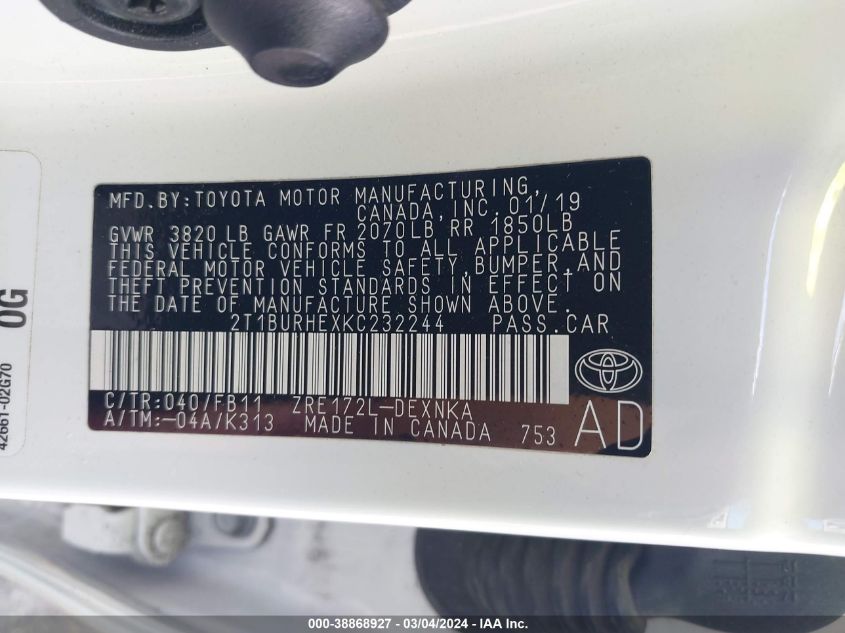 MFD. BY: TOYOTA MOTOR MANUFACTURING,
CANADA, INC. 01/19
GVWR 3820 LB GAWR FR 2070LB RR 1850LB
THIS VEHICLE CONFORMS TO ALL APPLICABLE
FEDERAL MOTOR VEHICLE SAFETY, BUMPER, AND
THEFT PREVENTION STANDARDS IN EFFECT ON
THE DATE OF MANUFACTURE SHOWN ABOVE.
2T1BURHEXKC232244 PASS. CAR
C/TR: 040/FB11 ZRE172L-DEXNKA
A/TM: -04A/K313 MADE IN CANADA 753
AD
0G
42661-02G70
000-38868927 - 03/04/2024 - IAA Inc.